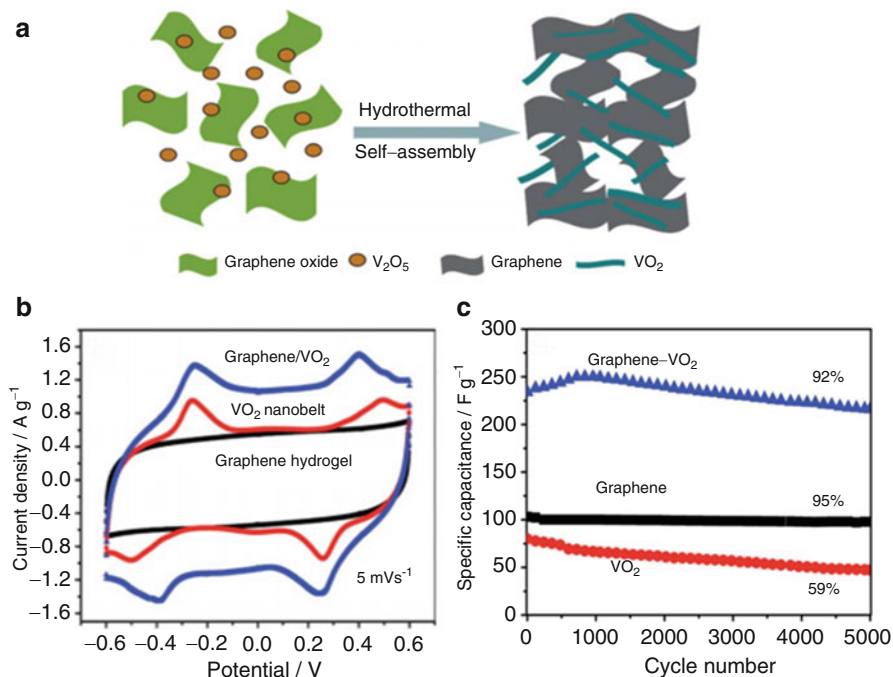 a
Hydrothermal
Self–assembly
Graphene oxide
V₂O₅
Graphene
VO₂
b
1.6
1.2
0.8
0.4
0.0
−0.4
−0.8
−1.2
−1.6
Current density / A g⁻¹
Graphene/VO₂
VO₂ nanobelt
Graphene hydrogel
5 mVs⁻¹
−0.6 −0.4 −0.2 0.0 0.2 0.4 0.6
Potential / V
c
300
250
200
150
100
50
0
Specific capacitance / F g⁻¹
Graphene–VO₂
92%
Graphene
95%
VO₂
59%
0 1000 2000 3000 4000 5000
Cycle number